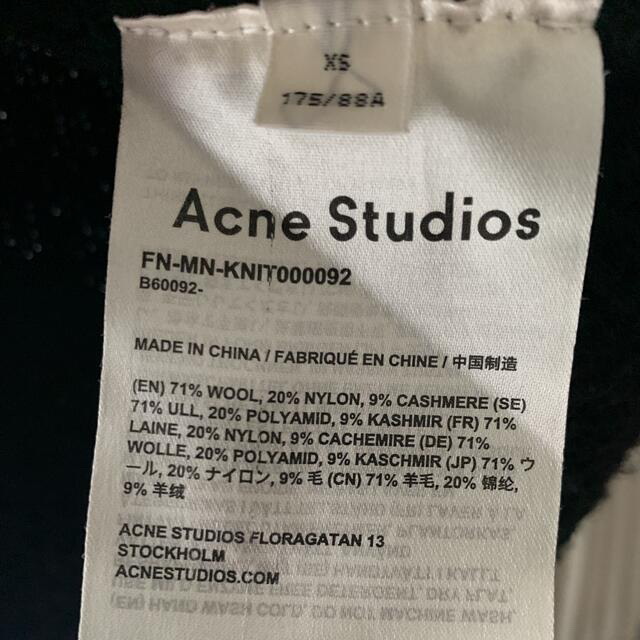 XS
175/88A
Acne Studios
FN-MN-KNIT000092
B60092-
MADE IN CHINA / FABRIQUÉ EN CHINE / 中国制造
(EN) 71% WOOL, 20% NYLON, 9% CASHMERE (SE)
71% ULL, 20% POLYAMID, 9% KASHMIR (FR) 71%
LAINE, 20% NYLON, 9% CACHEMIRE (DE) 71%
WOLLE, 20% POLYAMID, 9% KASCHMIR (JP) 71% ウ
ール, 20% ナイロン, 9% 毛 (CN) 71% 羊毛, 20% 锦纶,
9% 羊绒
ACNE STUDIOS FLORAGATAN 13
STOCKHOLM
ACNESTUDIOS.COM